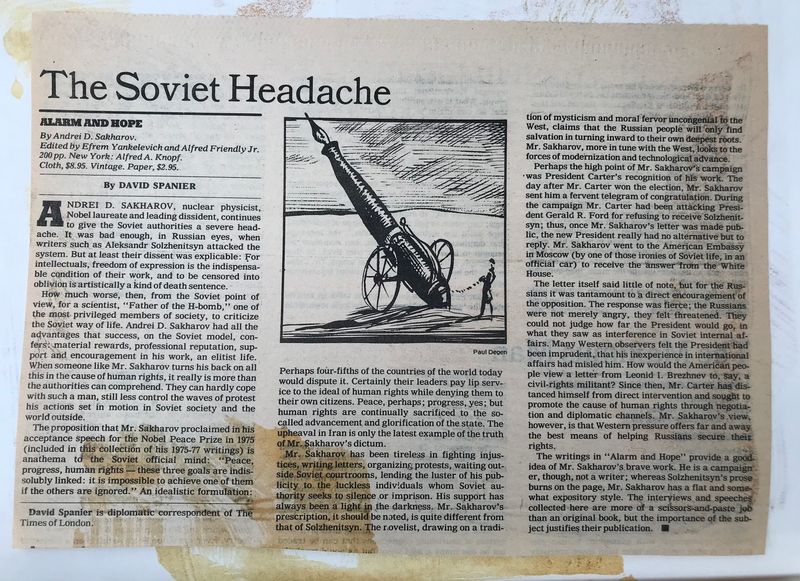 The Soviet Headache
ALARM AND HOPE
By Andrei D. Sakharov.
Edited by Efrem Yankelevich and Alfred Friendly Jr.
200 pp. New York: Alfred A. Knopf.
Cloth, $8.95. Vintage. Paper, $2.95.
By DAVID SPANIER
ANDREI D. SAKHAROV, nuclear physicist,
Nobel laureate and leading dissident, continues
to give the Soviet authorities a severe head-
ache. It was bad enough, in Russian eyes, when
writers such as Aleksandr Solzhenitsyn attacked the
system. But at least their dissent was explicable: For
intellectuals, freedom of expression is the indispensa-
ble condition of their work, and to be censored into
oblivion is artistically a kind of death sentence.
How much worse, then, from the Soviet point of
view, for a scientist, "Father of the H-bomb," one of
the most privileged members of society, to criticize
the Soviet way of life. Andrei D. Sakharov had all the
advantages that success, on the Soviet model, con-
fers: material rewards, professional reputation, sup-
port and encouragement in his work, an elitist life.
When someone like Mr. Sakharov turns his back on all
this in the cause of human rights, it really is more than
the authorities can comprehend. They can hardly cope
with such a man, still less control the waves of protest
his actions set in motion in Soviet society and the
world outside.
The proposition that Mr. Sakharov proclaimed in his
acceptance speech for the Nobel Peace Prize in 1975
(included in this collection of his 1975-77 writings) is
anathema to the Soviet official mind: "Peace,
progress, human rights — these three goals are indis-
solubly linked: it is impossible to achieve one of them
if the others are ignored." An idealistic formulation:
David Spanier is diplomatic correspondent of The
Times of London.
Paul Degen
Perhaps four-fifths of the countries of the world today
would dispute it. Certainly their leaders pay lip serv-
ice to the ideal of human rights while denying them to
their own citizens. Peace, perhaps; progress, yes; but
human rights are continually sacrificed to the so-
called advancement and glorification of the state. The
upheaval in Iran is only the latest example of the truth
of Mr. Sakharov's dictum.
Mr. Sakharov has been tireless in fighting injus-
tices, writing letters, organizing protests, waiting out-
side Soviet courtrooms, lending the luster of his pub-
licity to the luckless individuals whom Soviet au-
thority seeks to silence or imprison. His support has
always been a light in the darkness. Mr. Sakharov's
prescription, it should be noted, is quite different from
that of Solzhenitsyn. The novelist, drawing on a tradi-
tion of mysticism and moral fervor uncongenial to the
West, claims that the Russian people will only find
salvation in turning inward to their own deepest roots.
Mr. Sakharov, more in tune with the West, looks to the
forces of modernization and technological advance.
Perhaps the high point of Mr. Sakharov's campaign
was President Carter's recognition of his work. The
day after Mr. Carter won the election, Mr. Sakharov
sent him a fervent telegram of congratulation. During
the campaign Mr. Carter had been attacking Presi-
dent Gerald R. Ford for refusing to receive Solzhenit-
syn; thus, once Mr. Sakharov's letter was made pub-
lic, the new President really had no alternative but to
reply. Mr. Sakharov went to the American Embassy
in Moscow (by one of those ironies of Soviet life, in an
official car) to receive the answer from the White
House.
The letter itself said little of note, but for the Rus-
sians it was tantamount to a direct encouragement of
the opposition. The response was fierce; the Russians
were not merely angry, they felt threatened. They
could not judge how far the President would go, in
what they saw as interference in Soviet internal af-
fairs. Many Western observers felt the President had
been imprudent, that his inexperience in international
affairs had misled him. How would the American peo-
ple view a letter from Leonid I. Brezhnev to, say, a
civil-rights militant? Since then, Mr. Carter has dis-
tanced himself from direct intervention and sought to
promote the cause of human rights through negotia-
tion and diplomatic channels. Mr. Sakharov's view,
however, is that Western pressure offers far and away
the best means of helping Russians secure their
rights.
The writings in "Alarm and Hope" provide a good
idea of Mr. Sakharov's brave work. He is a campaign-
er, though, not a writer; whereas Solzhenitsyn's prose
burns on the page, Mr. Sakharov has a flat and some-
what expository style. The interviews and speeches
collected here are more of a scissors-and-paste job
than an original book, but the importance of the sub-
ject justifies their publication. ■